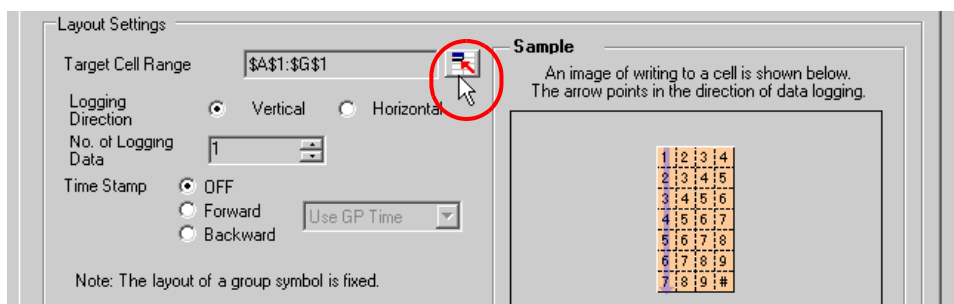 Layout Settings
Target Cell Range $A$1:$G$1
Logging Direction Vertical Horizontal
No. of Logging Data 1
Time Stamp OFF
Forward Use GP Time
Backward
Note: The layout of a group symbol is fixed.
Sample
An image of writing to a cell is shown below.
The arrow points in the direction of data logging.
1 2 3 4
2 3 4 5
3 4 5 6
4 5 6 7
5 6 7 8
6 7 8 9
7 8 9 #